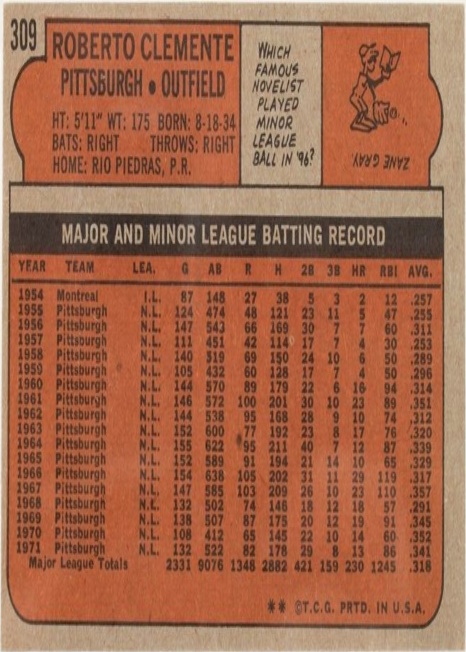 309
ROBERTO CLEMENTE
PITTSBURGH • OUTFIELD
HT: 5'11" WT: 175 BORN: 8-18-34
BATS: RIGHT THROWS: RIGHT
HOME: RIO PIEDRAS, P.R.
WHICH
FAMOUS
NOVELIST
PLAYED
MINOR
LEAGUE
BALL IN '96?
ZANE GRAY
MAJOR AND MINOR LEAGUE BATTING RECORD
YEAR TEAM LEA. G AB R H 2B 3B HR RBI AVG.
1954 Montreal I.L. 87 148 27 38 5 3 2 12 .257
1955 Pittsburgh N.L. 124 474 48 121 23 11 5 47 .255
1956 Pittsburgh N.L. 147 543 66 169 30 7 7 60 .311
1957 Pittsburgh N.L. 111 451 42 114 17 7 4 30 .253
1958 Pittsburgh N.L. 140 519 69 150 24 10 6 50 .289
1959 Pittsburgh N.L. 105 432 60 128 17 7 4 50 .296
1960 Pittsburgh N.L. 144 570 89 179 22 6 16 94 .314
1961 Pittsburgh N.L. 146 572 100 201 30 10 23 89 .351
1962 Pittsburgh N.L. 144 538 95 168 28 9 10 74 .312
1963 Pittsburgh N.L. 152 600 77 192 23 8 17 76 .320
1964 Pittsburgh N.L. 155 622 95 211 40 7 12 87 .339
1965 Pittsburgh N.L. 152 589 91 194 21 14 10 65 .329
1966 Pittsburgh N.L. 154 638 105 202 31 11 29 119 .317
1967 Pittsburgh N.L. 147 585 103 209 26 10 23 110 .357
1968 Pittsburgh N.L. 132 502 74 146 18 12 18 57 .291
1969 Pittsburgh N.L. 138 507 87 175 20 12 19 91 .345
1970 Pittsburgh N.L. 108 412 65 145 22 10 14 60 .352
1971 Pittsburgh N.L. 132 522 82 178 29 8 13 86 .341
Major League Totals 2331 9076 1348 2882 421 159 230 1245 .318
** ©T.C.G. PRTD. IN U.S.A.